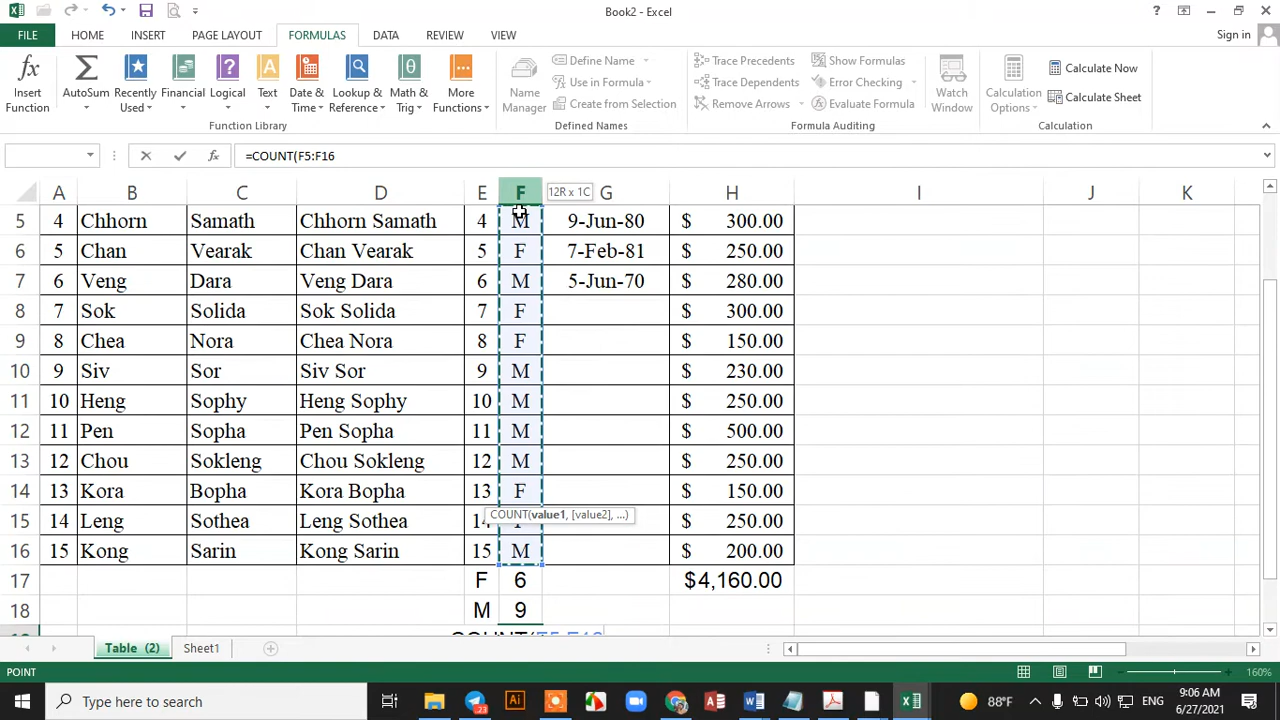 Book2 - Excel
?
FILE HOME INSERT PAGE LAYOUT FORMULAS DATA REVIEW VIEW Sign in
Insert Function
AutoSum
Recently Used
Financial
Logical
Text
Date & Time
Lookup & Reference
Math & Trig
More Functions
Name Manager
Define Name
Use in Formula
Create from Selection
Trace Precedents
Trace Dependents
Remove Arrows
Show Formulas
Error Checking
Evaluate Formula
Watch Window
Calculation Options
Calculate Now
Calculate Sheet
Function Library Defined Names Formula Auditing Calculation
fx =COUNT(F5:F16
A B C D E F 12R x 1C G H I J K
5 4 Chhorn Samath Chhorn Samath 4 M 9-Jun-80 $ 300.00
6 5 Chan Vearak Chan Vearak 5 F 7-Feb-81 $ 250.00
7 6 Veng Dara Veng Dara 6 M 5-Jun-70 $ 280.00
8 7 Sok Solida Sok Solida 7 F $ 300.00
9 8 Chea Nora Chea Nora 8 F $ 150.00
10 9 Siv Sor Siv Sor 9 M $ 230.00
11 10 Heng Sophy Heng Sophy 10 M $ 250.00
12 11 Pen Sopha Pen Sopha 11 M $ 500.00
13 12 Chou Sokleng Chou Sokleng 12 M $ 250.00
14 13 Kora Bopha Kora Bopha 13 F $ 150.00
COUNT(value1, [value2], ...)
15 14 Leng Sothea Leng Sothea 14 $ 250.00
16 15 Kong Sarin Kong Sarin 15 M $ 200.00
17 F 6 $4,160.00
18 M 9
Table (2) Sheet1
POINT 160%
Type here to search
23
88°F ENG 9:06 AM
6/27/2021